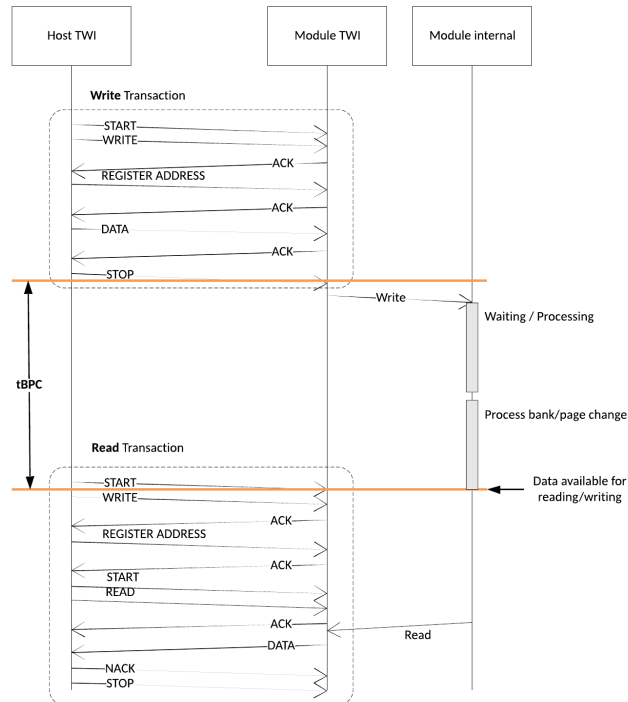 Host TWI
Module TWI
Module internal
Write Transaction
START
WRITE
ACK
REGISTER ADDRESS
ACK
DATA
ACK
STOP
Write
Waiting / Processing
tBPC
Process bank/page change
Read Transaction
START
Data available for
reading/writing
WRITE
ACK
REGISTER ADDRESS
ACK
START
READ
ACK
Read
DATA
NACK
STOP